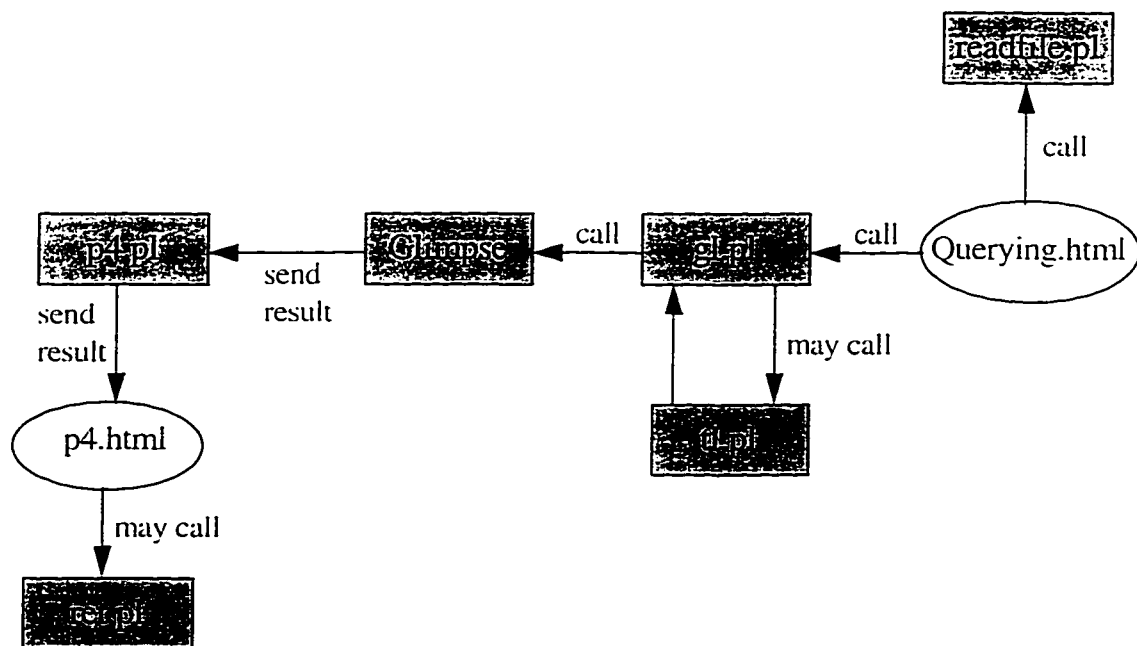 readfile.pl
call
p4.pl
Glimpse
call
gl.pl
call
Querying.html
send
result
send
result
may call
p4.html
may call